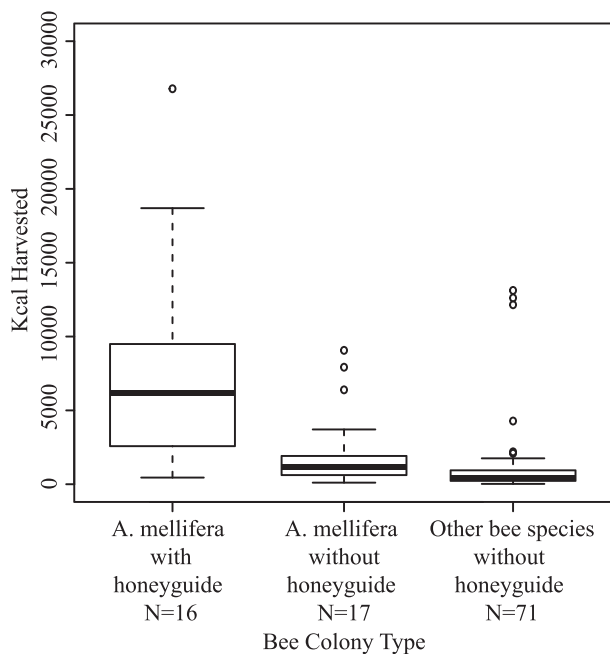 Kcal Harvested
30000
25000
20000
15000
10000
5000
0
A. mellifera
with
honeyguide
N=16
A. mellifera
without
honeyguide
N=17
Other bee species
without
honeyguide
N=71
Bee Colony Type